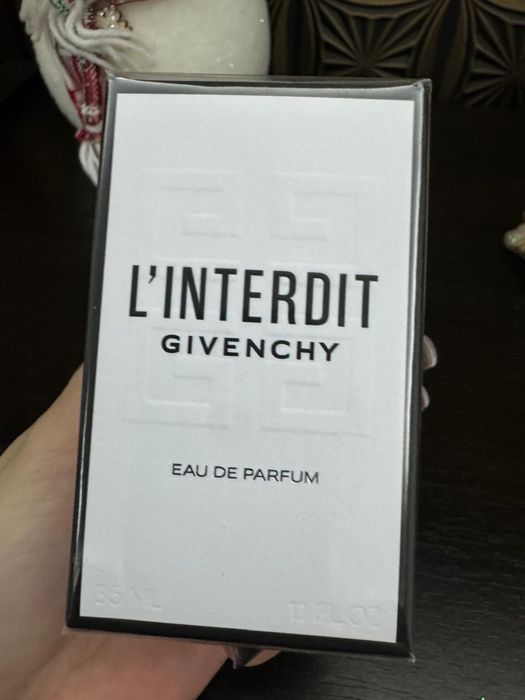 L'INTERDIT
GIVENCHY
EAU DE PARFUM
35 ML 1.1 FL.OZ